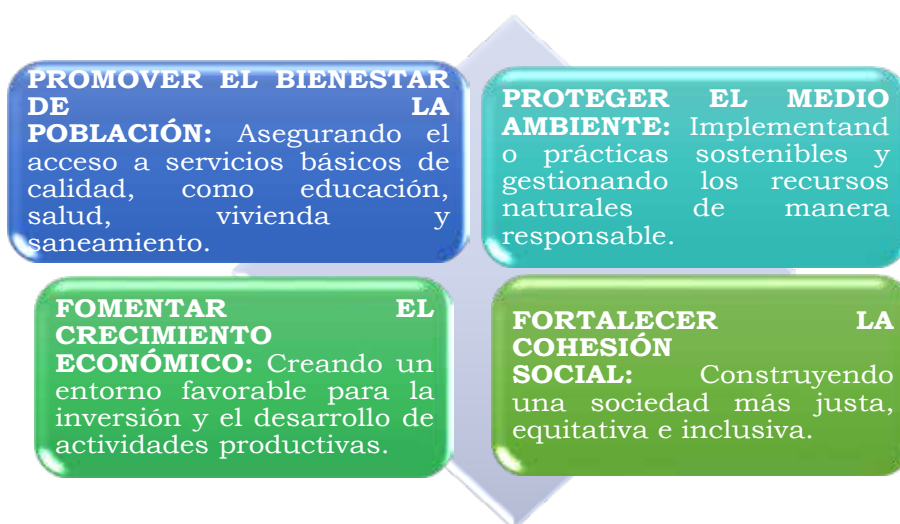 PROMOVER EL BIENESTAR
DE LA
POBLACIÓN: Asegurando el
acceso a servicios básicos de
calidad, como educación,
salud, vivienda y
saneamiento.
PROTEGER EL MEDIO
AMBIENTE: Implementand
o prácticas sostenibles y
gestionando los recursos
naturales de manera
responsable.
FOMENTAR EL
CRECIMIENTO
ECONÓMICO: Creando un
entorno favorable para la
inversión y el desarrollo de
actividades productivas.
FORTALECER LA
COHESIÓN
SOCIAL: Construyendo
una sociedad más justa,
equitativa e inclusiva.